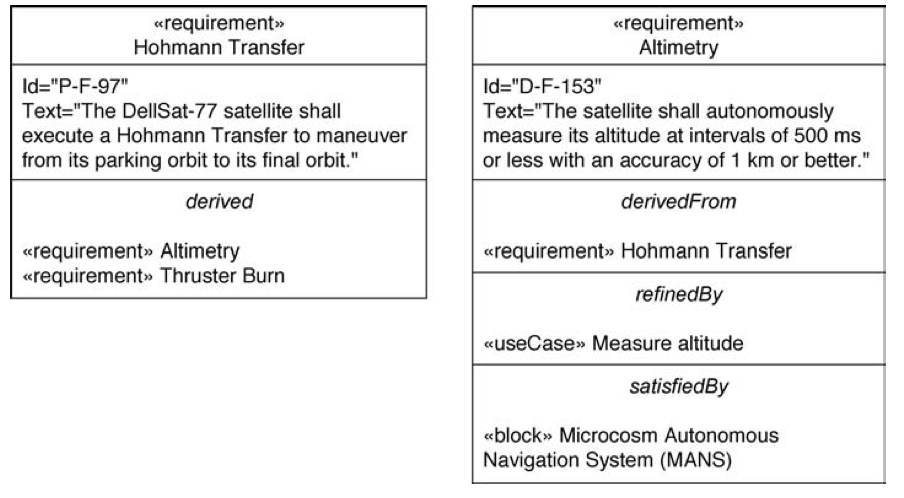 «requirement»
Hohmann Transfer
Id="P-F-97"
Text="The DellSat-77 satellite shall
execute a Hohmann Transfer to maneuver
from its parking orbit to its final orbit."
derived
«requirement» Altimetry
«requirement» Thruster Burn
«requirement»
Altimetry
Id="D-F-153"
Text="The satellite shall autonomously
measure its altitude at intervals of 500 ms
or less with an accuracy of 1 km or better."
derivedFrom
«requirement» Hohmann Transfer
refinedBy
«useCase» Measure altitude
satisfiedBy
«block» Microcosm Autonomous
Navigation System (MANS)